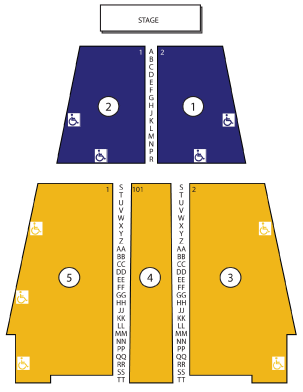 STAGE
1 A 2
B
C
D
E
F
G
2 H 1
J
K
L
M
N
P
R
1 S 101 S 2
T T
U U
V V
W W
X X
Y Y
Z Z
AA AA
BB BB
CC CC
DD DD
5 EE 4 EE 3
FF FF
GG GG
HH HH
JJ JJ
KK KK
LL LL
MM MM
NN NN
PP PP
QQ QQ
RR RR
SS SS
TT TT